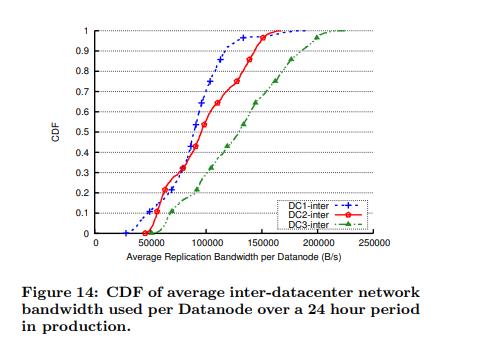 1
0.9
0.8
0.7
0.6
0.5
0.4
0.3
0.2
0.1
0
CDF
DC1-inter
DC2-inter
DC3-inter
0 50000 100000 150000 200000 250000
Average Replication Bandwidth per Datanode (B/s)
Figure 14: CDF of average inter-datacenter network
bandwidth used per Datanode over a 24 hour period
in production.